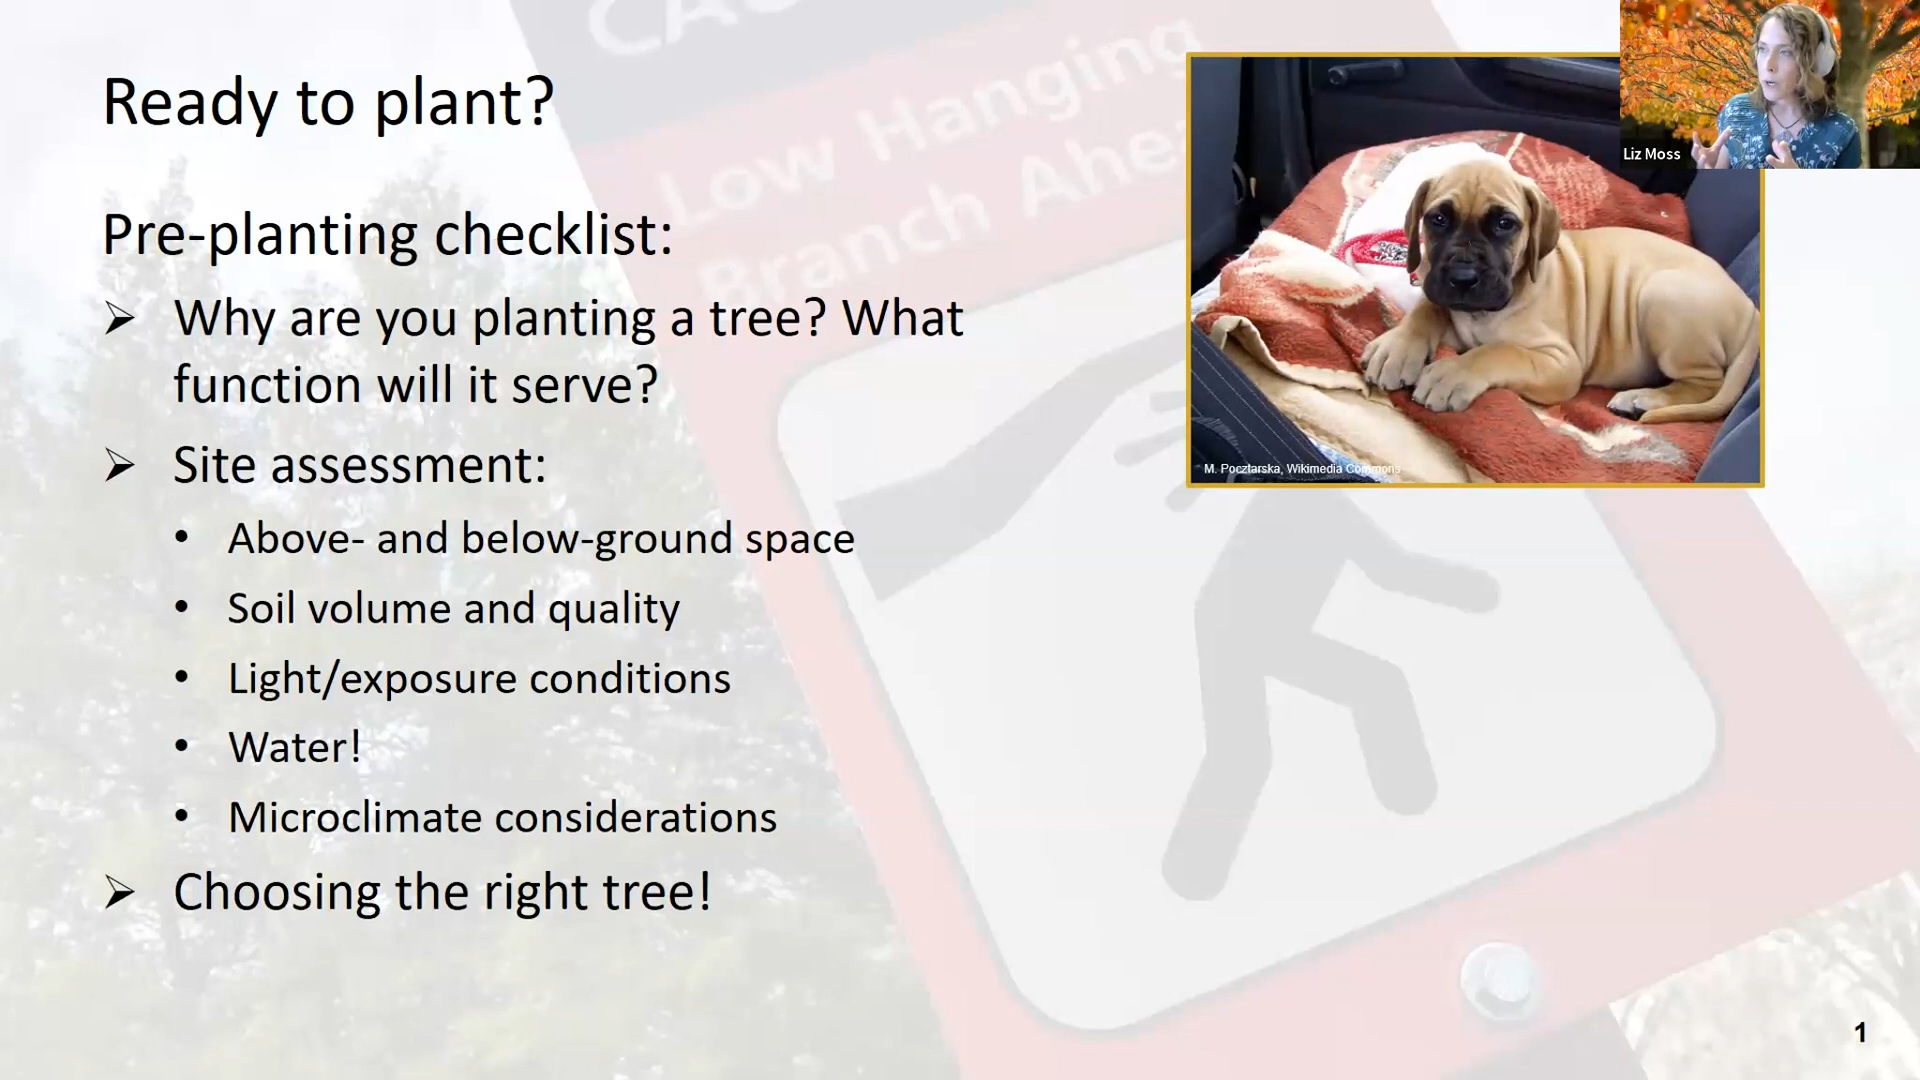 Ready to plant?
Pre-planting checklist:
Why are you planting a tree? What
function will it serve?
Site assessment:
Above- and below-ground space
Soil volume and quality
Light/exposure conditions
Water!
Microclimate considerations
Choosing the right tree!
Low Hanging
Branch
M. Pocztarska, Wikimedia Commons
Liz Moss
1